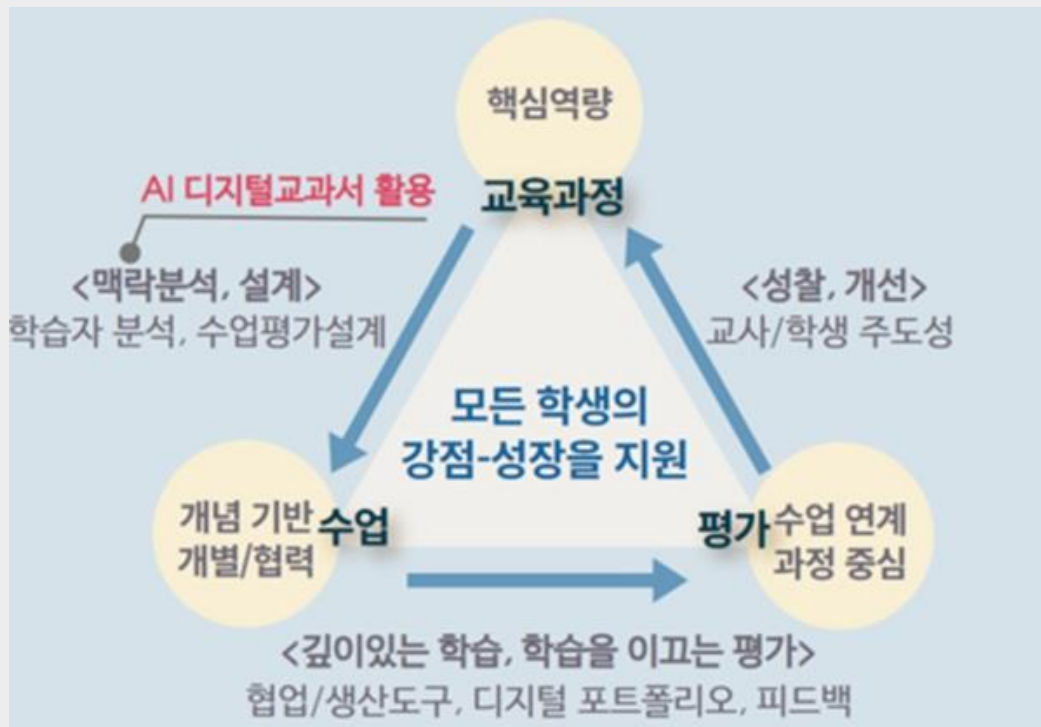 핵심역량
교육과정
AI 디지털교과서 활용
<맥락분석, 설계>
학습자 분석, 수업평가설계
<성찰, 개선>
교사/학생 주도성
모든 학생의
강점-성장을 지원
개념 기반
개별/협력
수업
평가
수업 연계
과정 중심
<깊이있는 학습, 학습을 이끄는 평가>
협업/생산도구, 디지털 포트폴리오, 피드백